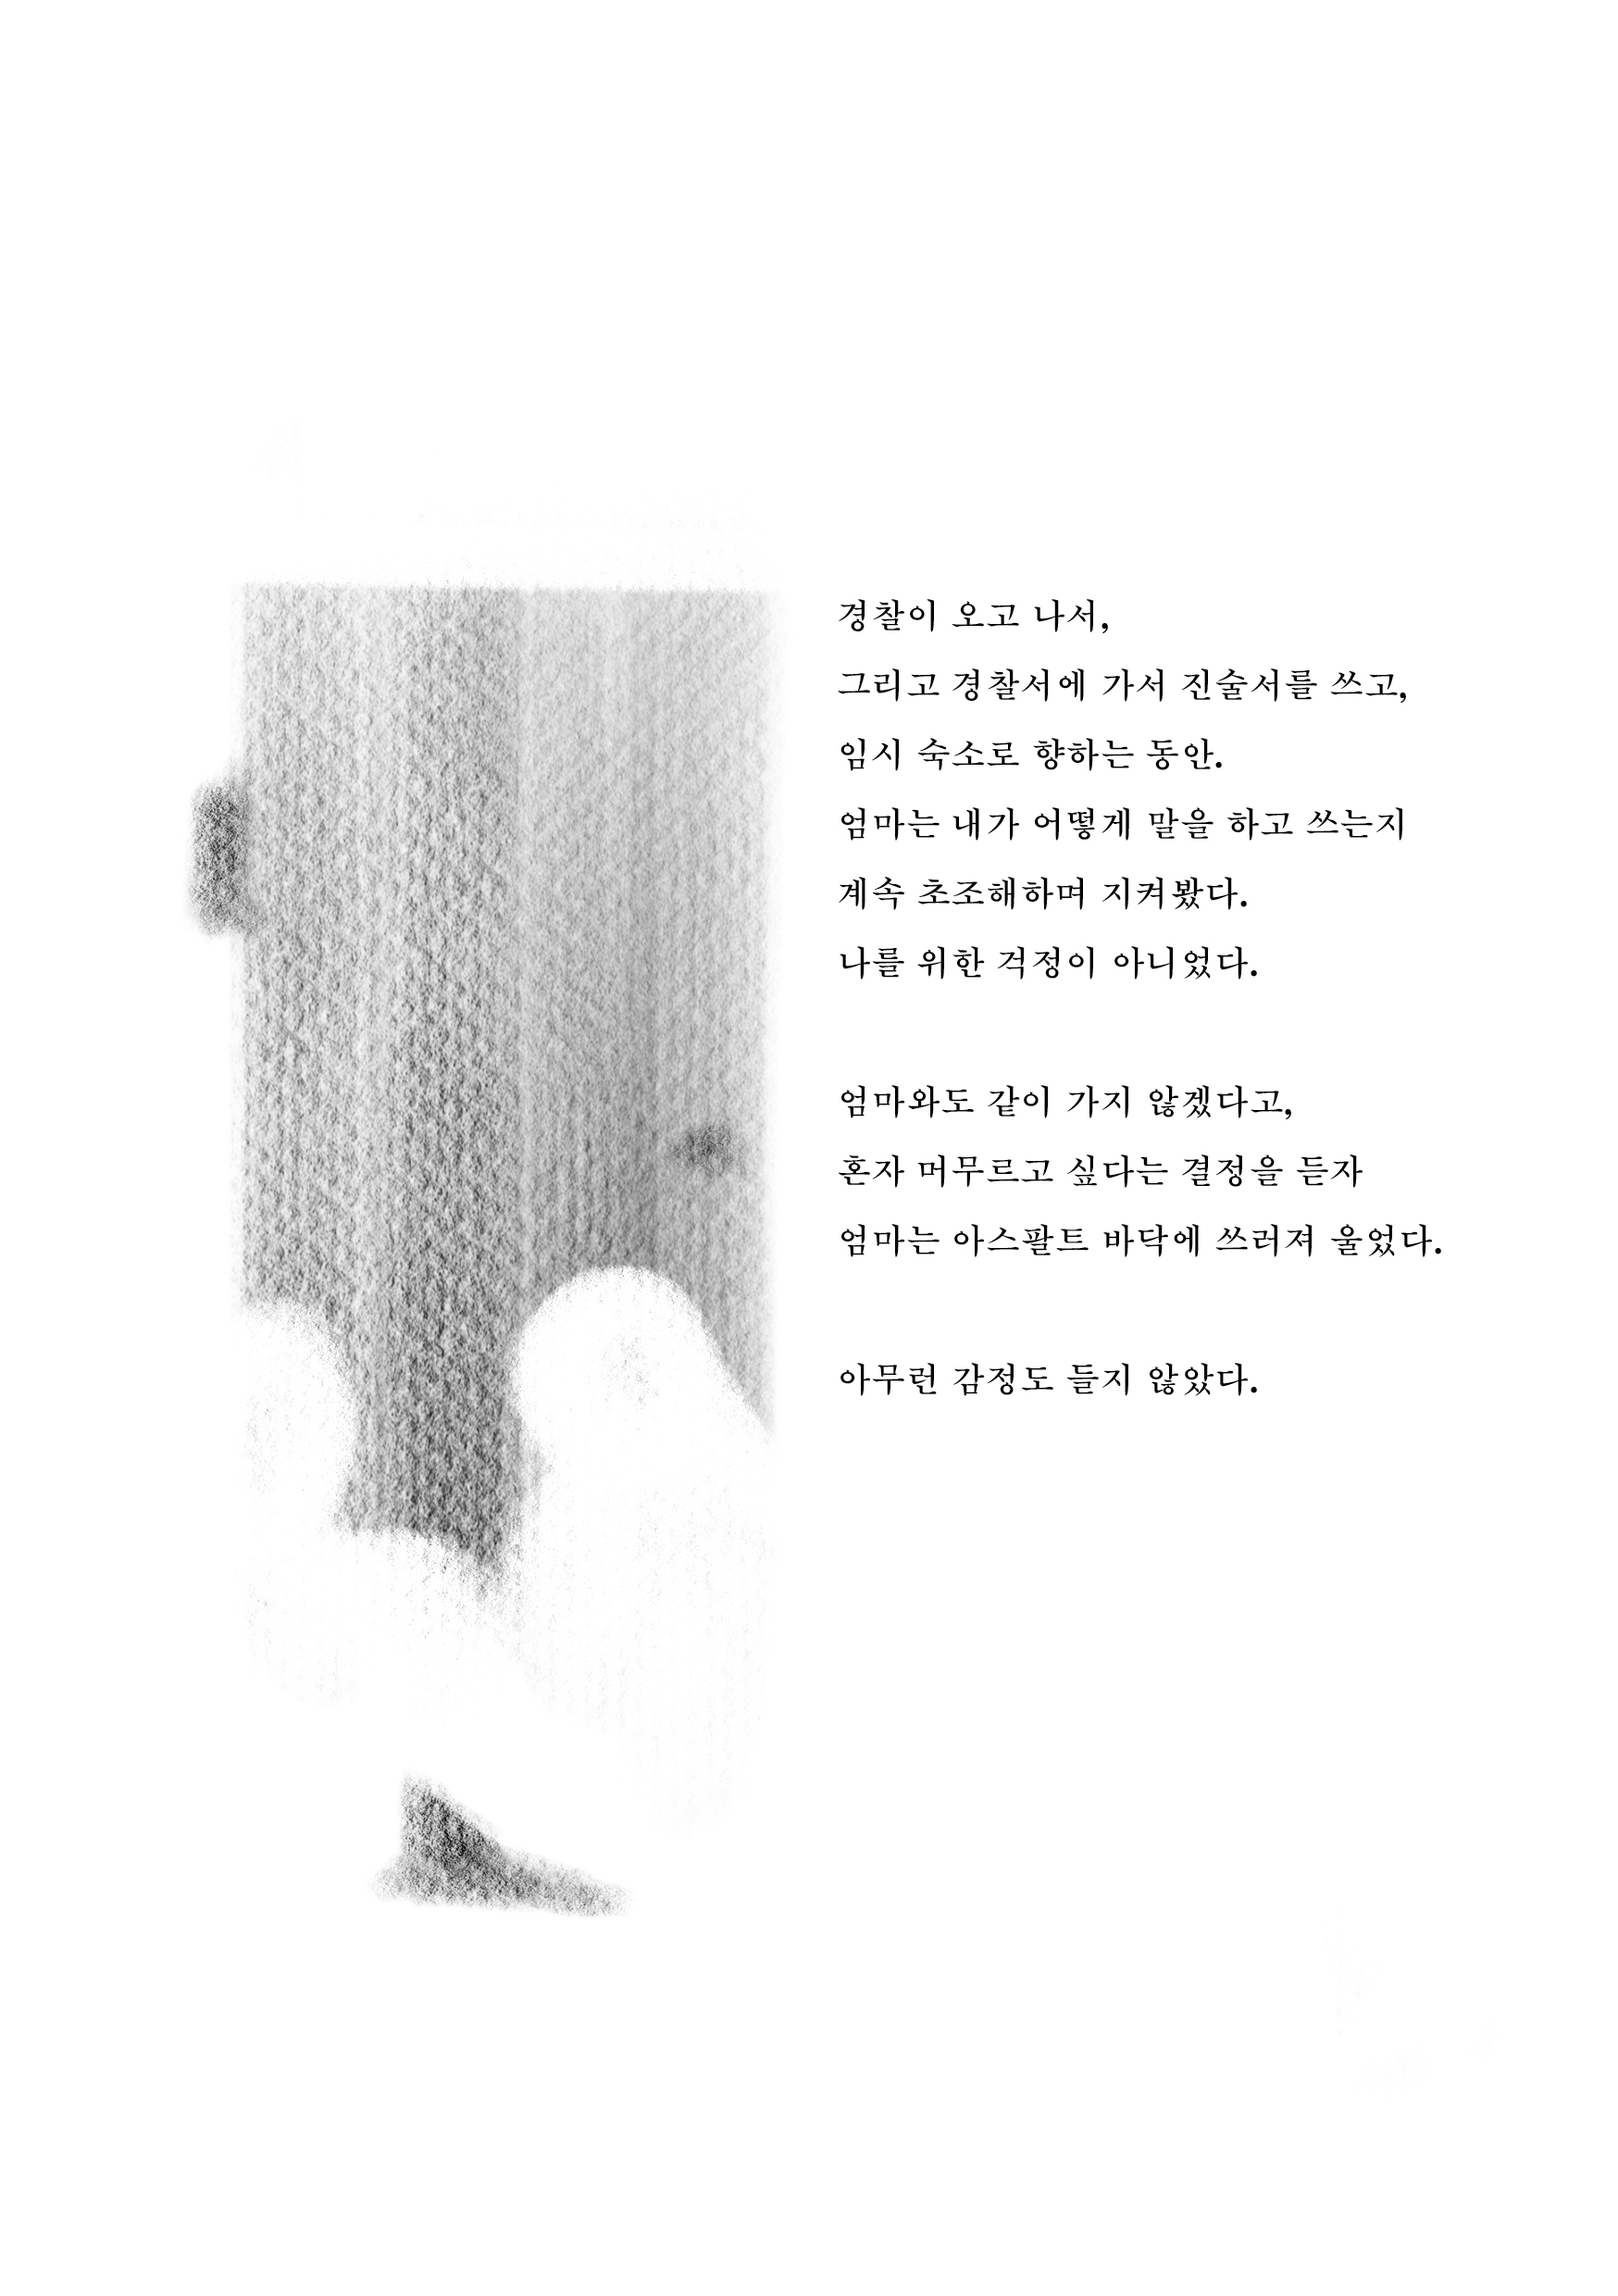 경찰이 오고 나서,
그리고 경찰서에 가서 진술서를 쓰고,
임시 숙소로 향하는 동안.
엄마는 내가 어떻게 말을 하고 쓰는지
계속 초조해하며 지켜봤다.
나를 위한 걱정이 아니었다.
엄마와도 같이 가지 않겠다고,
혼자 머무르고 싶다는 결정을 듣자
엄마는 아스팔트 바닥에 쓰러져 울었다.
아무런 감정도 들지 않았다.